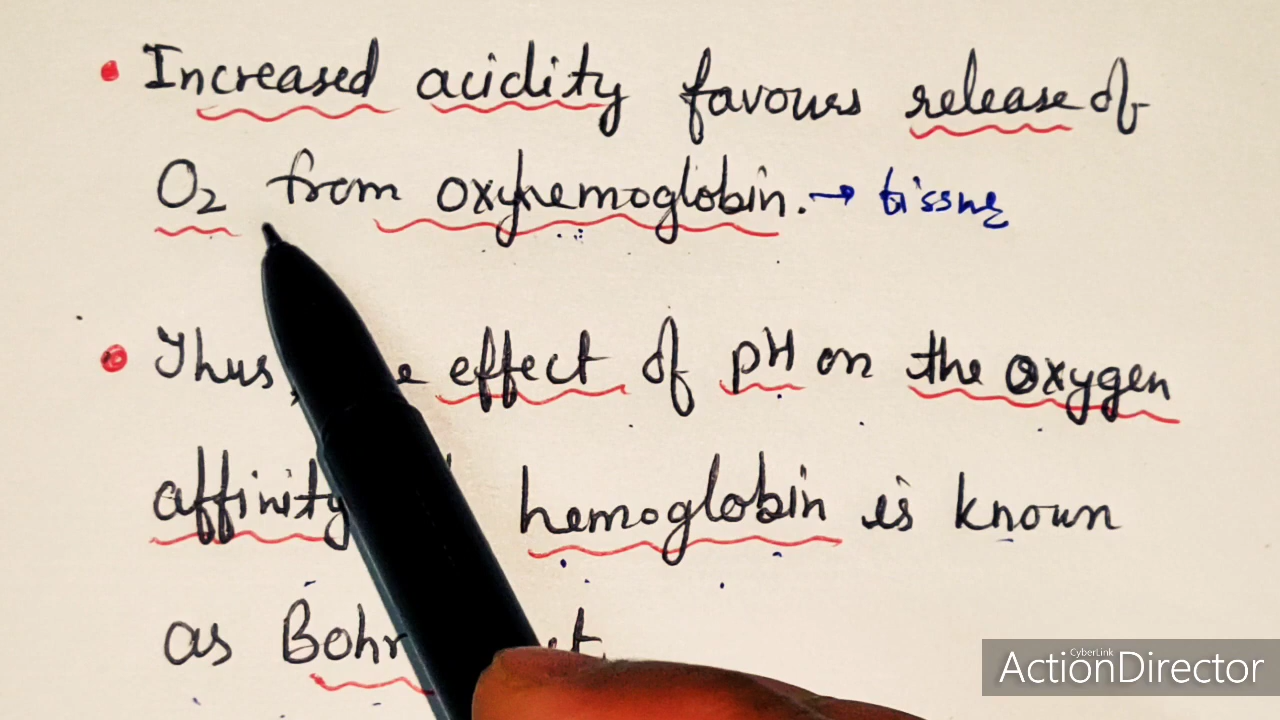 • Increased acidity favours release of
O2 from oxyhemoglobin. → tissue
• Thus, effect of pH on the oxygen
affinity hemoglobin is known
as Bohr
CyberLink
ActionDirector